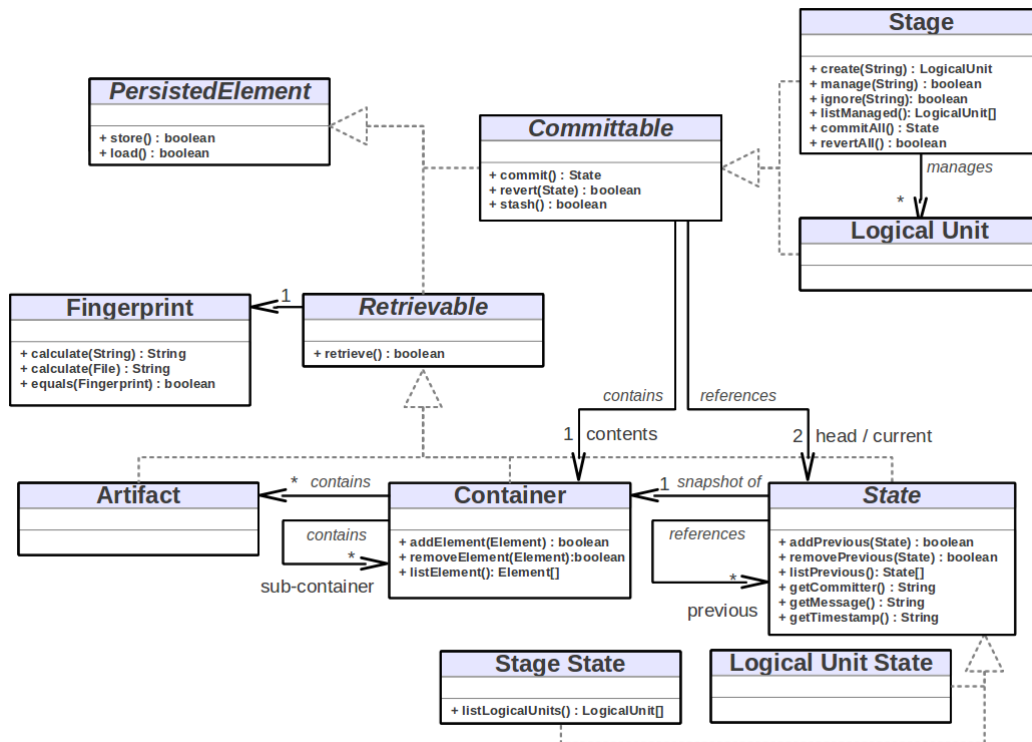 Stage
+ create(String) : LogicalUnit
+ manage(String) : boolean
+ ignore(String): boolean
+ listManaged(): LogicalUnit[]
+ commitAll() : State
+ revertAll() : boolean
PersistedElement
+ store() : boolean
+ load() : boolean
Committable
+ commit() : State
+ revert(State) : boolean
+ stash() : boolean
manages
*
Logical Unit
Fingerprint
+ calculate(String) : String
+ calculate(File) : String
+ equals(Fingerprint) : boolean
1
Retrievable
+ retrieve() : boolean
contains
references
1 contents
2 head / current
Artifact
* contains
Container
+ addElement(Element) : boolean
+ removeElement(Element):boolean
+ listElement(): Element[]
contains
*
sub-container
1 snapshot of
State
+ addPrevious(State) : boolean
+ removePrevious(State) : boolean
+ listPrevious(): State[]
+ getCommitter() : String
+ getMessage() : String
+ getTimestamp() : String
references
*
previous
Stage State
+ listLogicalUnits() : LogicalUnit[]
Logical Unit State